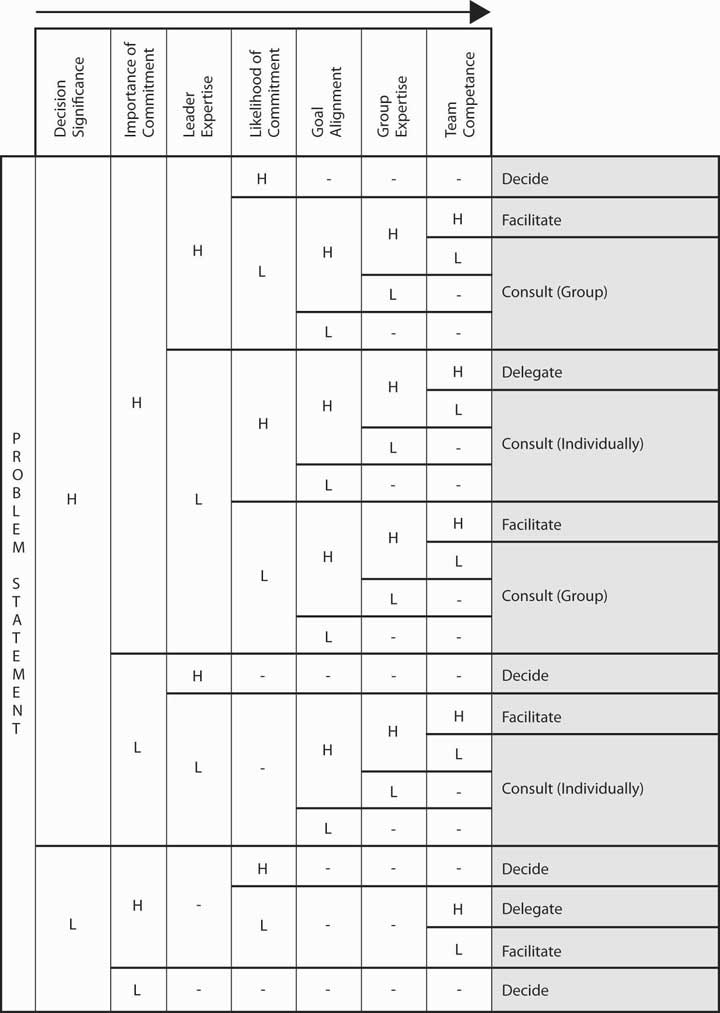 Decision Significance
Importance of Commitment
Leader Expertise
Likelihood of Commitment
Goal Alignment
Group Expertise
Team Competance
PROBLEM STATEMENT
H - - - Decide
H Facilitate
H
H
H L
L
L - Consult (Group)
L - -
H Delegate
H
H
H
H L
L - Consult (Individually)
L - -
H L
H Facilitate
H
H
L L
L - Consult (Group)
L - -
H - - - - Decide
H Facilitate
H
L H
L - L
L - Consult (Individually)
L - -
H - - - Decide
H - H Delegate
L L - -
L Facilitate
L - - - - - Decide